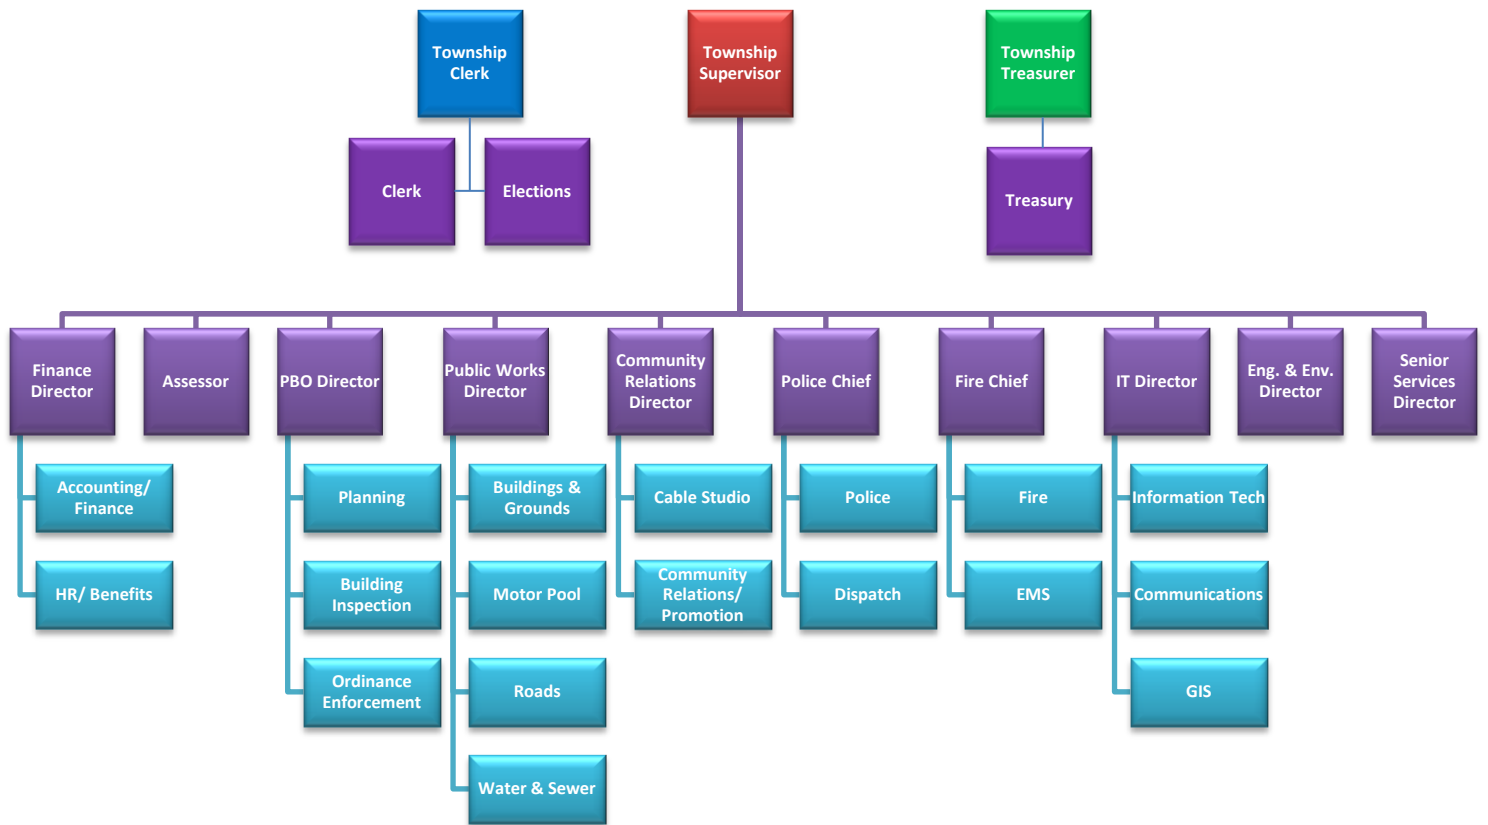 Township
Clerk
Township
Supervisor
Township
Treasurer
Clerk
Elections
Treasury
Finance
Director
Assessor
PBO Director
Public Works
Director
Community
Relations
Director
Police Chief
Fire Chief
IT Director
Eng. & Env.
Director
Senior
Services
Director
Accounting/
Finance
Planning
Buildings &
Grounds
Cable Studio
Police
Fire
Information Tech
HR/ Benefits
Building
Inspection
Motor Pool
Community
Relations/
Promotion
Dispatch
EMS
Communications
Ordinance
Enforcement
Roads
GIS
Water & Sewer